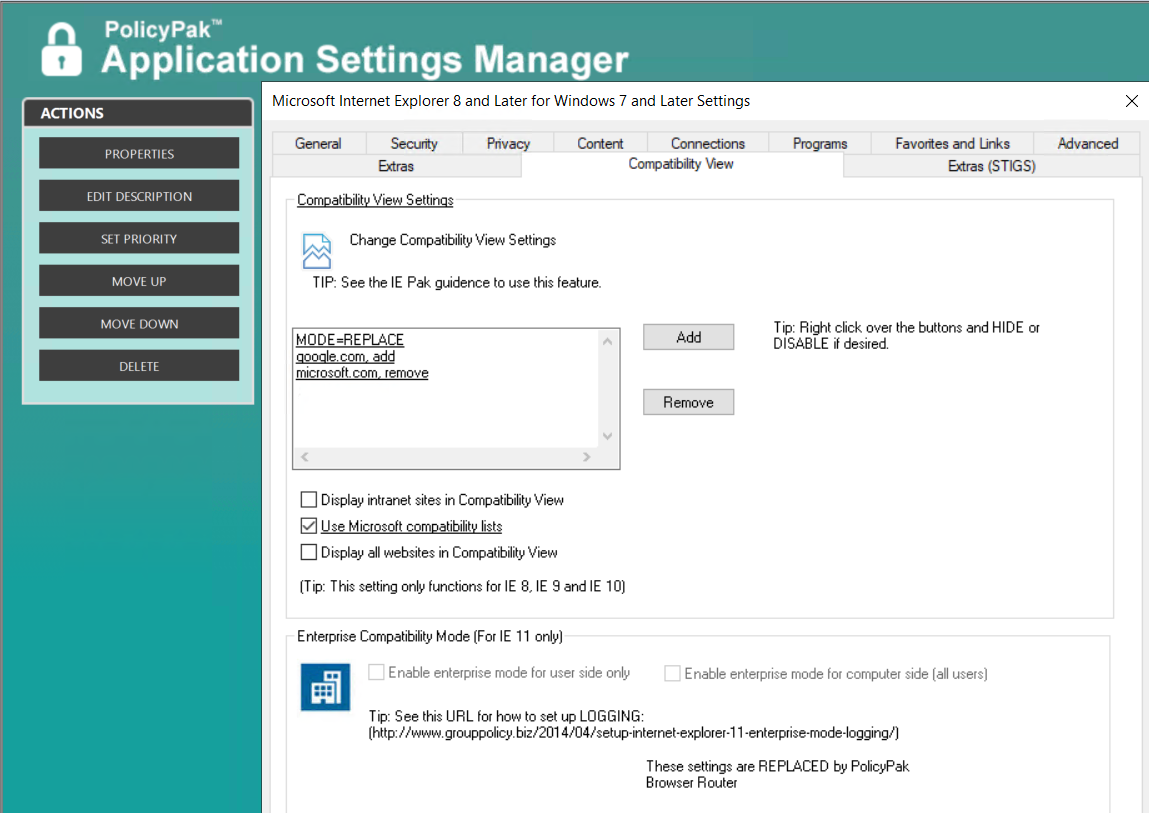 PolicyPak™
Application Settings Manager
ACTIONS
PROPERTIES
EDIT DESCRIPTION
SET PRIORITY
MOVE UP
MOVE DOWN
DELETE
Microsoft Internet Explorer 8 and Later for Windows 7 and Later Settings
General Security Privacy Content Connections Programs Favorites and Links Advanced
Extras Compatibility View Extras (STIGS)
Compatibility View Settings
Change Compatibility View Settings
TIP: See the IE Pak guidence to use this feature.
MODE=REPLACE
google.com, add
microsoft.com, remove
Add
Remove
Tip: Right click over the buttons and HIDE or
DISABLE if desired.
Display intranet sites in Compatibility View
Use Microsoft compatibility lists
Display all websites in Compatibility View
(Tip: This setting only functions for IE 8, IE 9 and IE 10)
Enterprise Compatibility Mode (For IE 11 only)
Enable enterprise mode for user side only
Enable enterprise mode for computer side (all users)
Tip: See this URL for how to set up LOGGING:
(http://www.grouppolicy.biz/2014/04/setup-internet-explorer-11-enterprise-mode-logging/)
These settings are REPLACED by PolicyPak
Browser Router